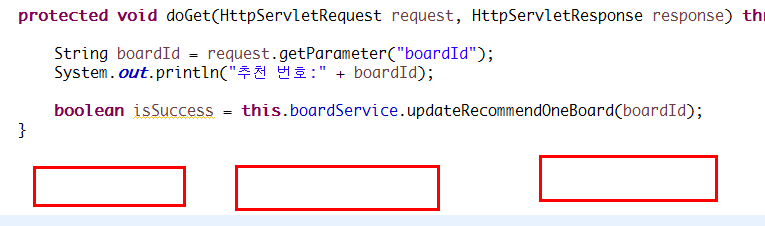 protected void doGet(HttpServletRequest request, HttpServletResponse response) thr
String boardId = request.getParameter("boardId");
System.out.println("추천 번호:" + boardId);
boolean isSuccess = this.boardService.updateRecommendOneBoard(boardId);
}